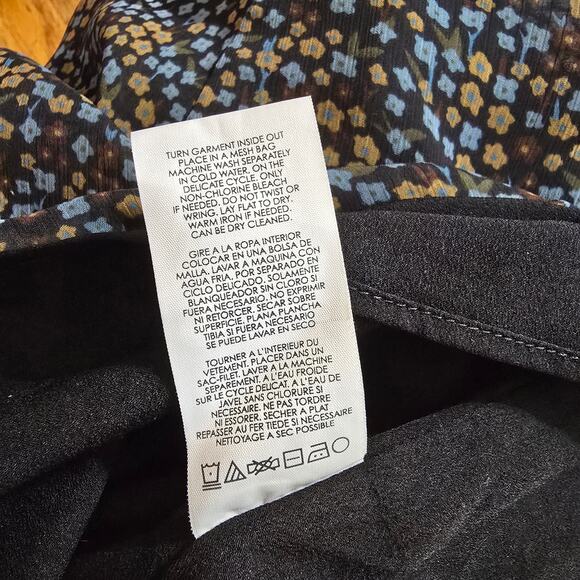 TURN GARMENT INSIDE OUT
PLACE IN A MESH BAG
MACHINE WASH SEPARATELY
IN COLD WATER, ON THE
DELICATE CYCLE. ONLY
NON-CHLORINE BLEACH
IF NEEDED. DO NOT TWIST OR
WRING. LAY FLAT TO DRY.
WARM IRON IF NEEDED.
CAN BE DRY CLEANED.
GIRE A LA ROPA INTERIOR
COLOCAR EN UNA BOLSA DE
MALLA. LAVAR A MAQUINA CON
AGUA FRIA. POR SEPARADO EN
CICLO DELICADO. SOLAMENTE
BLANQUEADOR SIN CLORO SI
FUERA NECESARIO. NO EXPRIMIR
NI RETORCER. SECAR SOBRE
SUPERFICIE. PLANA PLANCHA
TIBIA SI FUERA NECESARIO
SE PUEDE LAVAR EN SECO
TOURNER A L'INTERIEUR DU
VETEMENT. PLACER DANS UN
SAC-FILET. LAVER A LA MACHINE
SEPAREMENT. A L'EAU FROIDE
SUR LE CYCLE DELICAT. A L'EAU DE
JAVEL SANS CHLORURE SI
NECESSAIRE. NE PAS TORDRE
NI ESSORER. SECHER A PLAT
REPASSER AU FER TIEDE SI NECESSAIRE
NETTOYAGE A SEC POSSIBLE